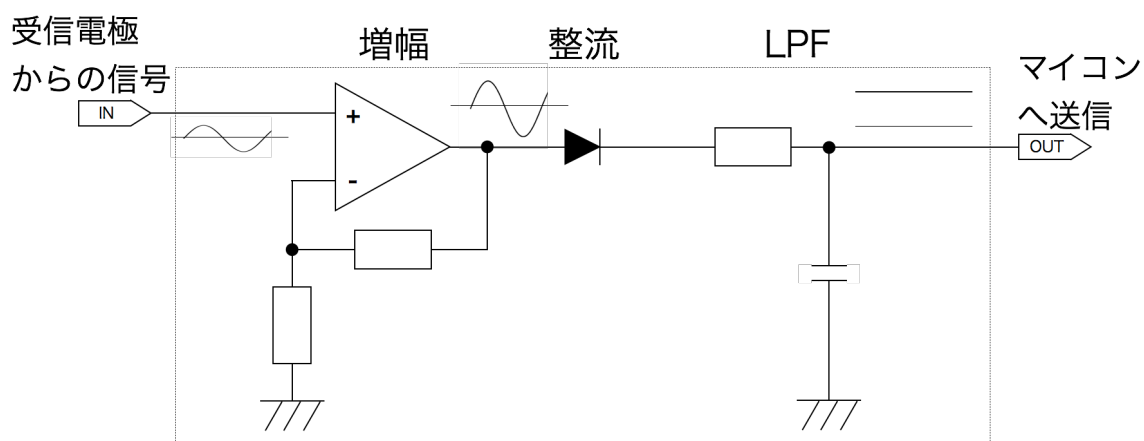 受信電極
からの信号
増幅
整流
LPF
マイコン
へ送信
IN
+
-
OUT